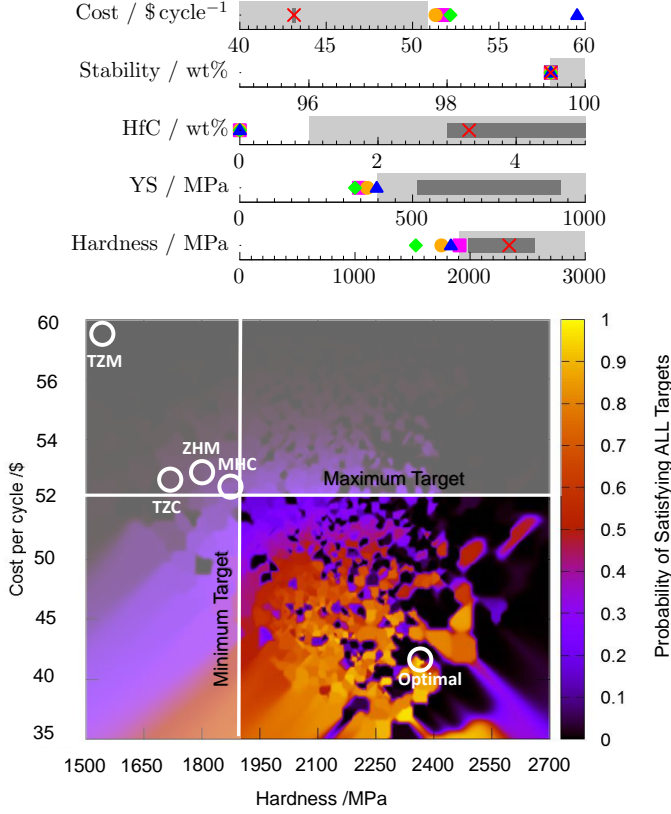 Cost / $ cycle−1
40 45 50 55 60
Stability / wt%
96 98 100
HfC / wt%
0 2 4
YS / MPa
0 500 1000
Hardness / MPa
0 1000 2000 3000
60
56
54
52
50
45
40
35
Cost per cycle /$
TZM
ZHM
MHC
TZC
Maximum Target
Minimum Target
Optimal
1500 1650 1800 1950 2100 2250 2400 2550 2700
Hardness /MPa
1
0.9
0.8
0.7
0.6
0.5
0.4
0.3
0.2
0.1
0
Probability of Satisfying ALL Targets